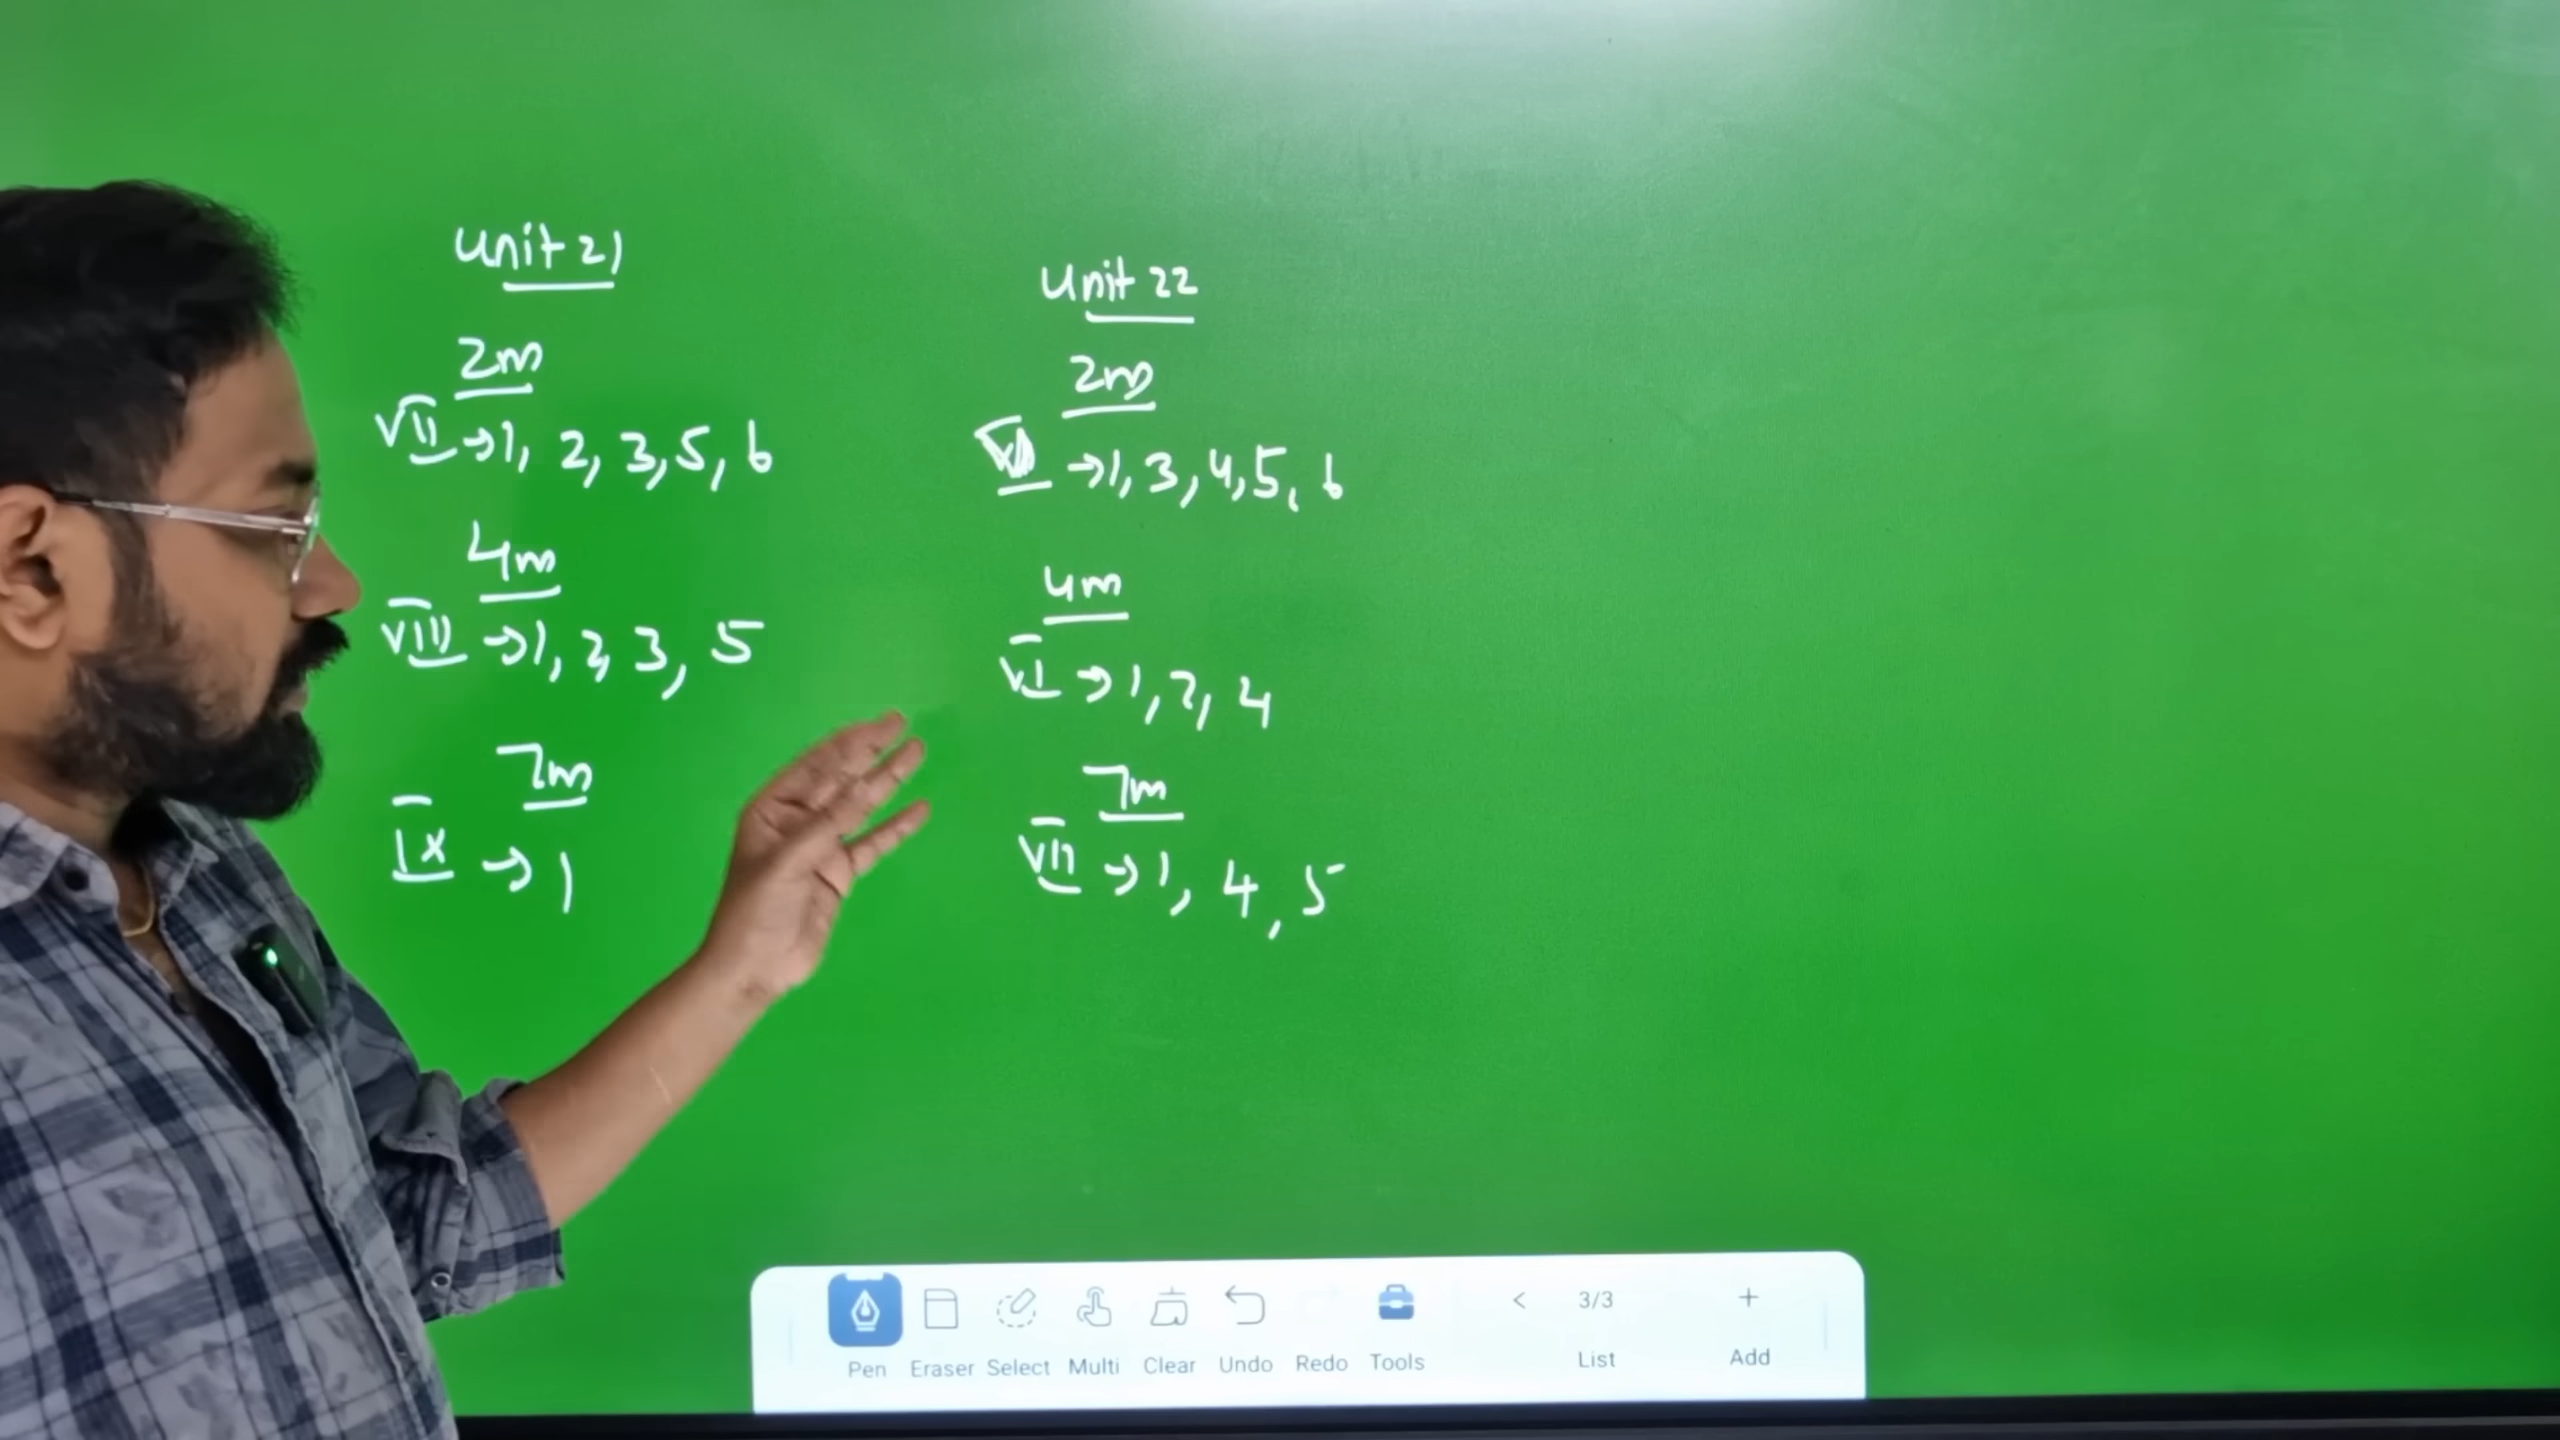 Unit 21
2m
VII → 1, 2, 3, 5, 6
4m
VIII → 1, 2, 3, 5
7m
IX → 1
Unit 22
2m
→ 1, 3, 4, 5, 6
4m
VI → 1, 2, 4
7m
VII → 1, 4, 5
Pen Eraser Select Multi Clear Undo Redo Tools < 3/3 List + Add